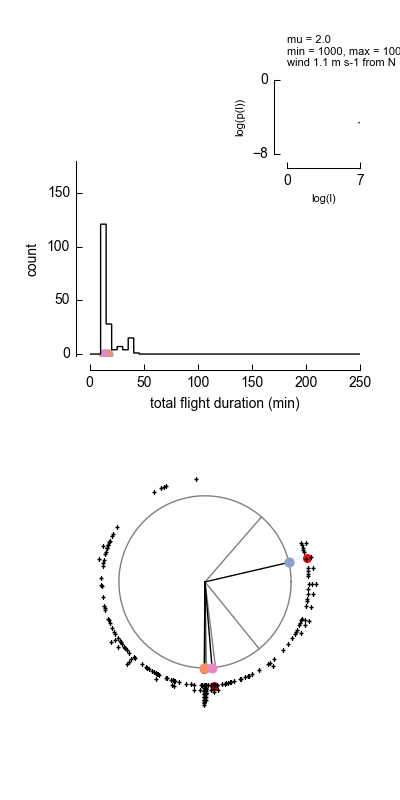 mu = 2.0
min = 1000, max = 100
wind 1.1 m s-1 from N
0
log(p(l))
−8
0 7
log(l)
150
count
100
50
0
0 50 100 150 200 250
total flight duration (min)